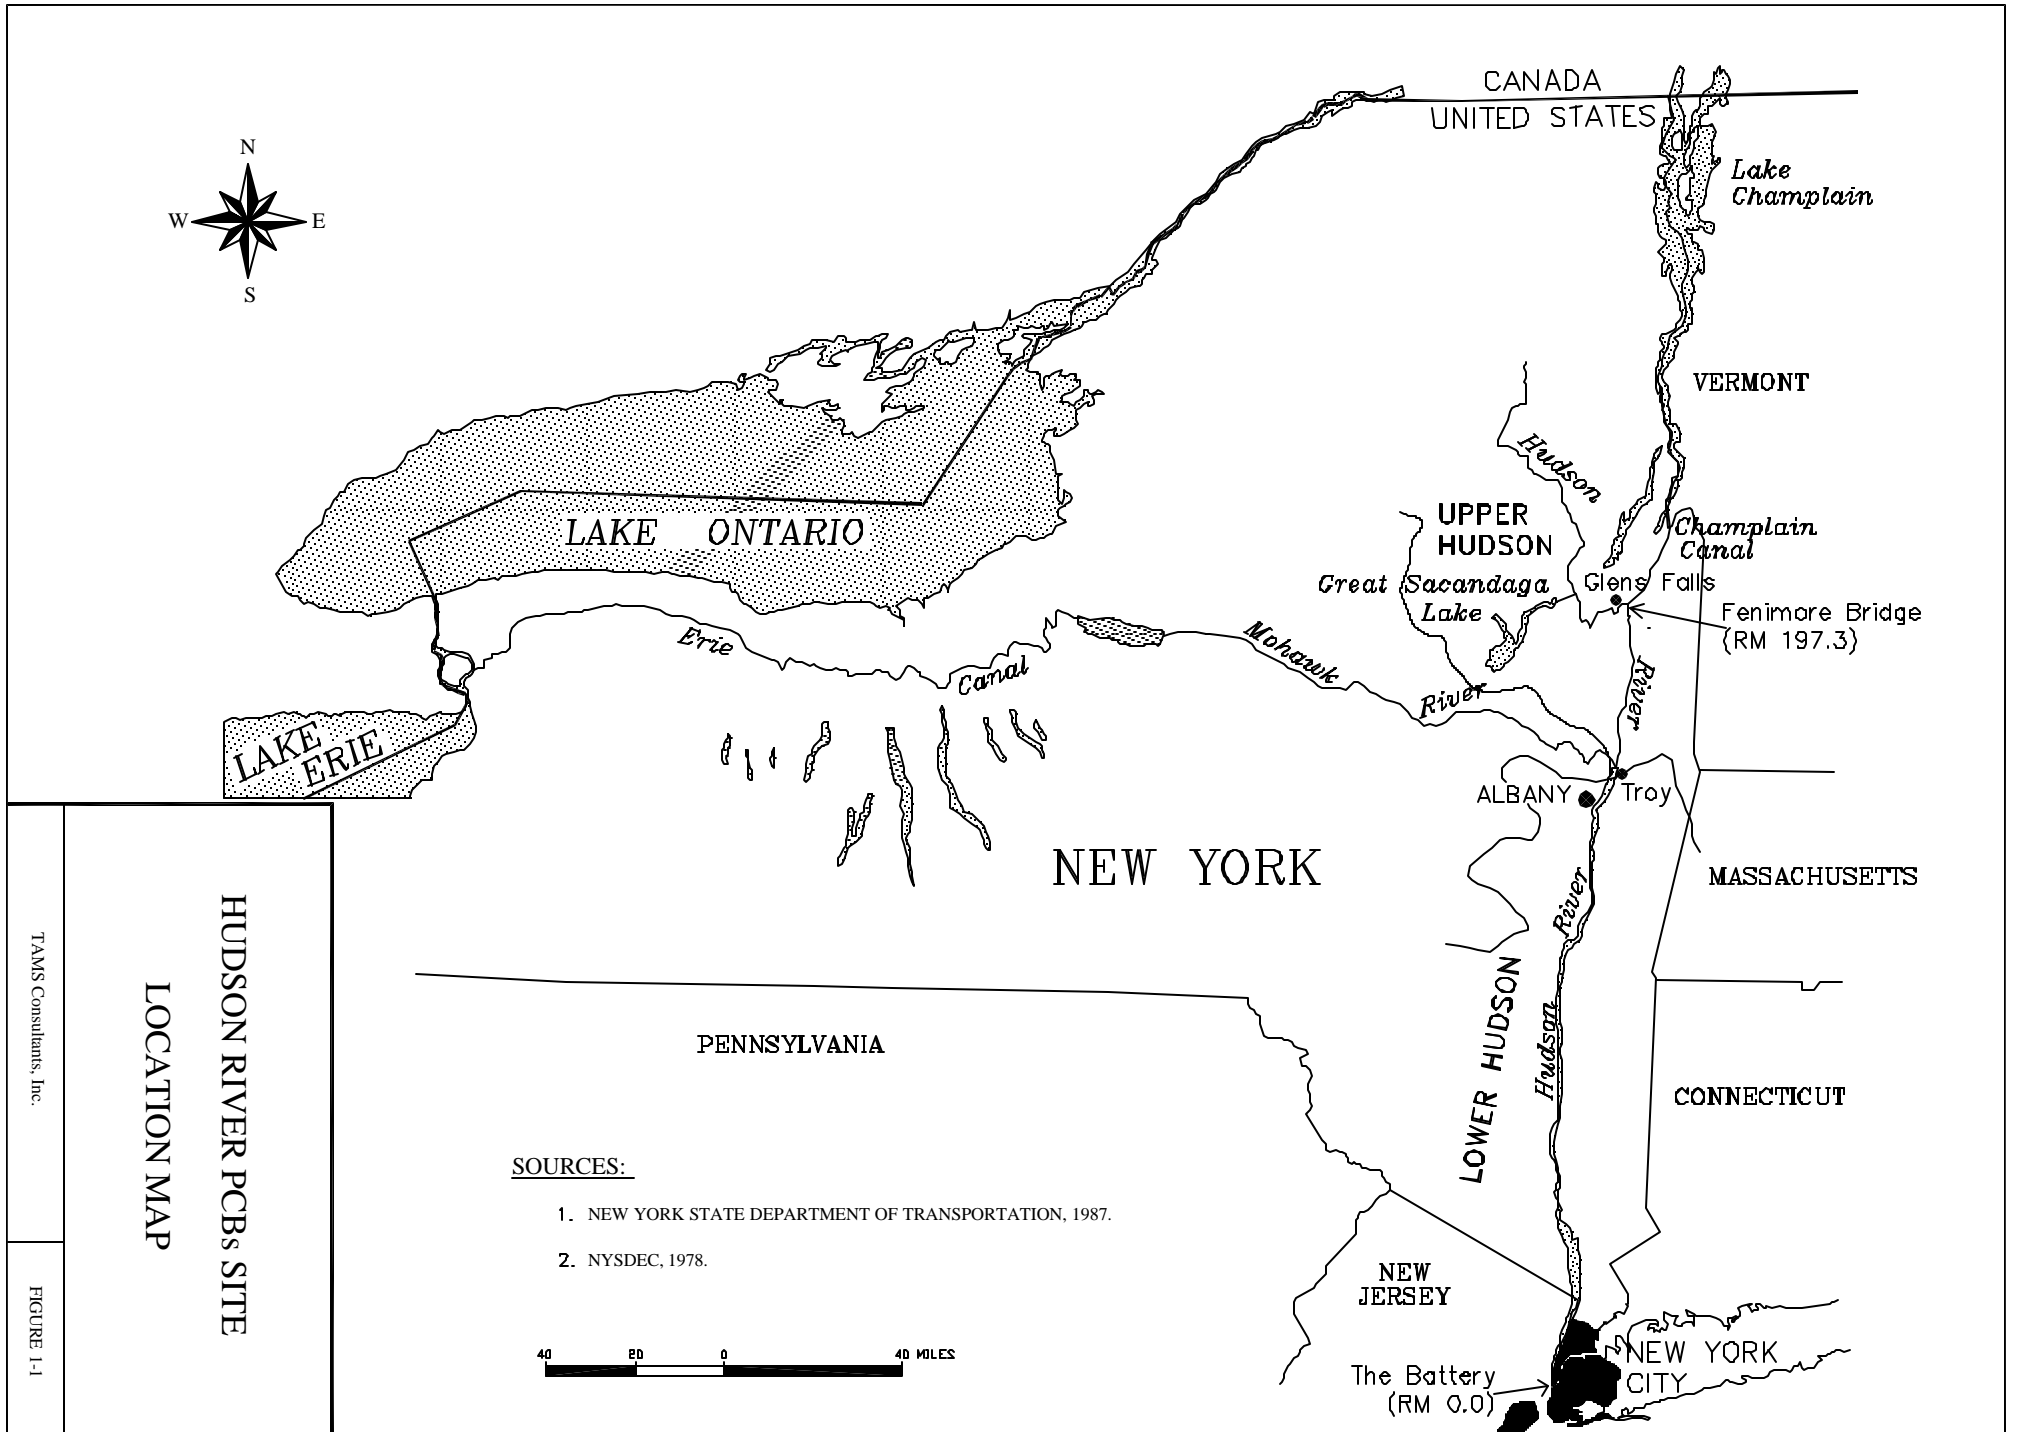 CANADA
UNITED STATES
N
W
E
S
Lake
Champlain
VERMONT
Hudson
UPPER
HUDSON
LAKE ONTARIO
Champlain
Canal
Great Sacandaga
Lake
Glens Falls
Fenimore Bridge
(RM 197.3)
Erie
Canal
Mohawk
River
River
LAKE
ERIE
ALBANY
Troy
NEW YORK
MASSACHUSETTS
River
Hudson
LOWER HUDSON
PENNSYLVANIA
CONNECTICUT
SOURCES:
1. NEW YORK STATE DEPARTMENT OF TRANSPORTATION, 1987.
2. NYSDEC, 1978.
NEW
JERSEY
40 20 0 40 MILES
NEW YORK
CITY
The Battery
(RM 0.0)
HUDSON RIVER PCBs SITE
LOCATION MAP
TAMS Consultants, Inc.
FIGURE 1-1